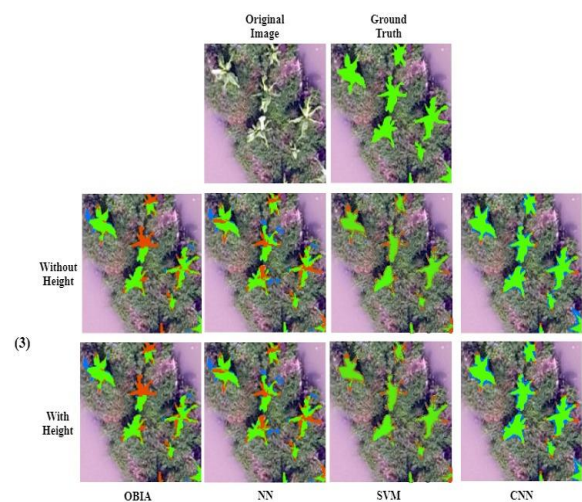 Original
Image
Ground
Truth
Without
Height
(3)
With
Height
OBIA
NN
SVM
CNN